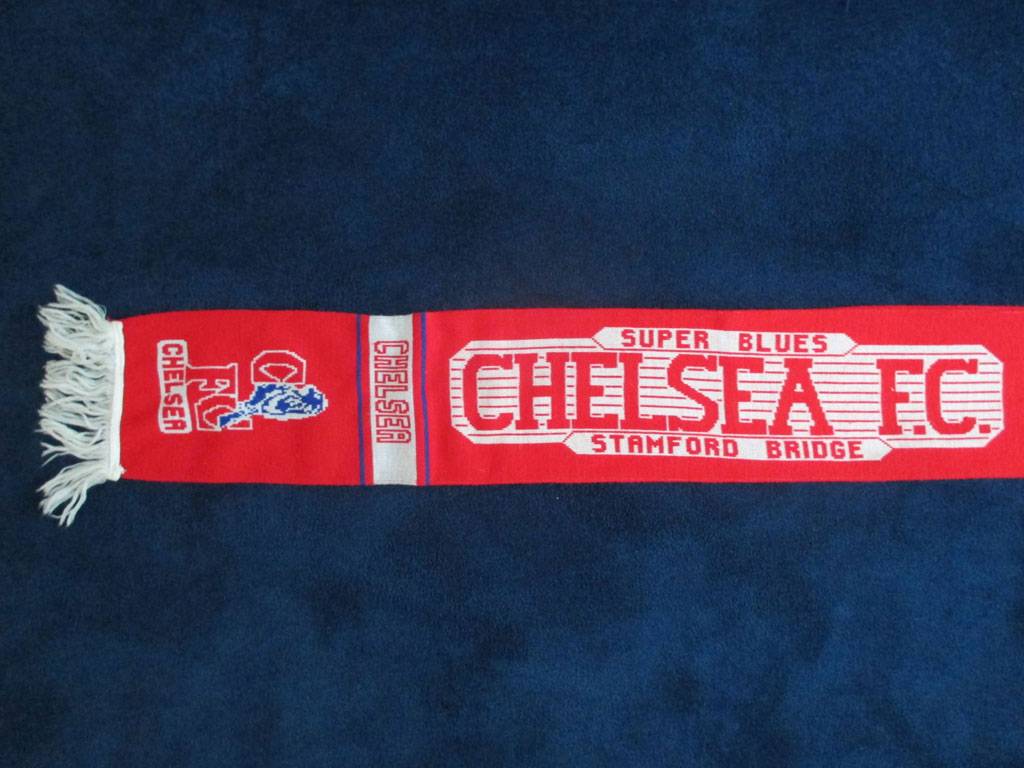 SUPER BLUES
CHELSEA F.C.
STAMFORD BRIDGE
CHELSEA
CFC
CHELSEA